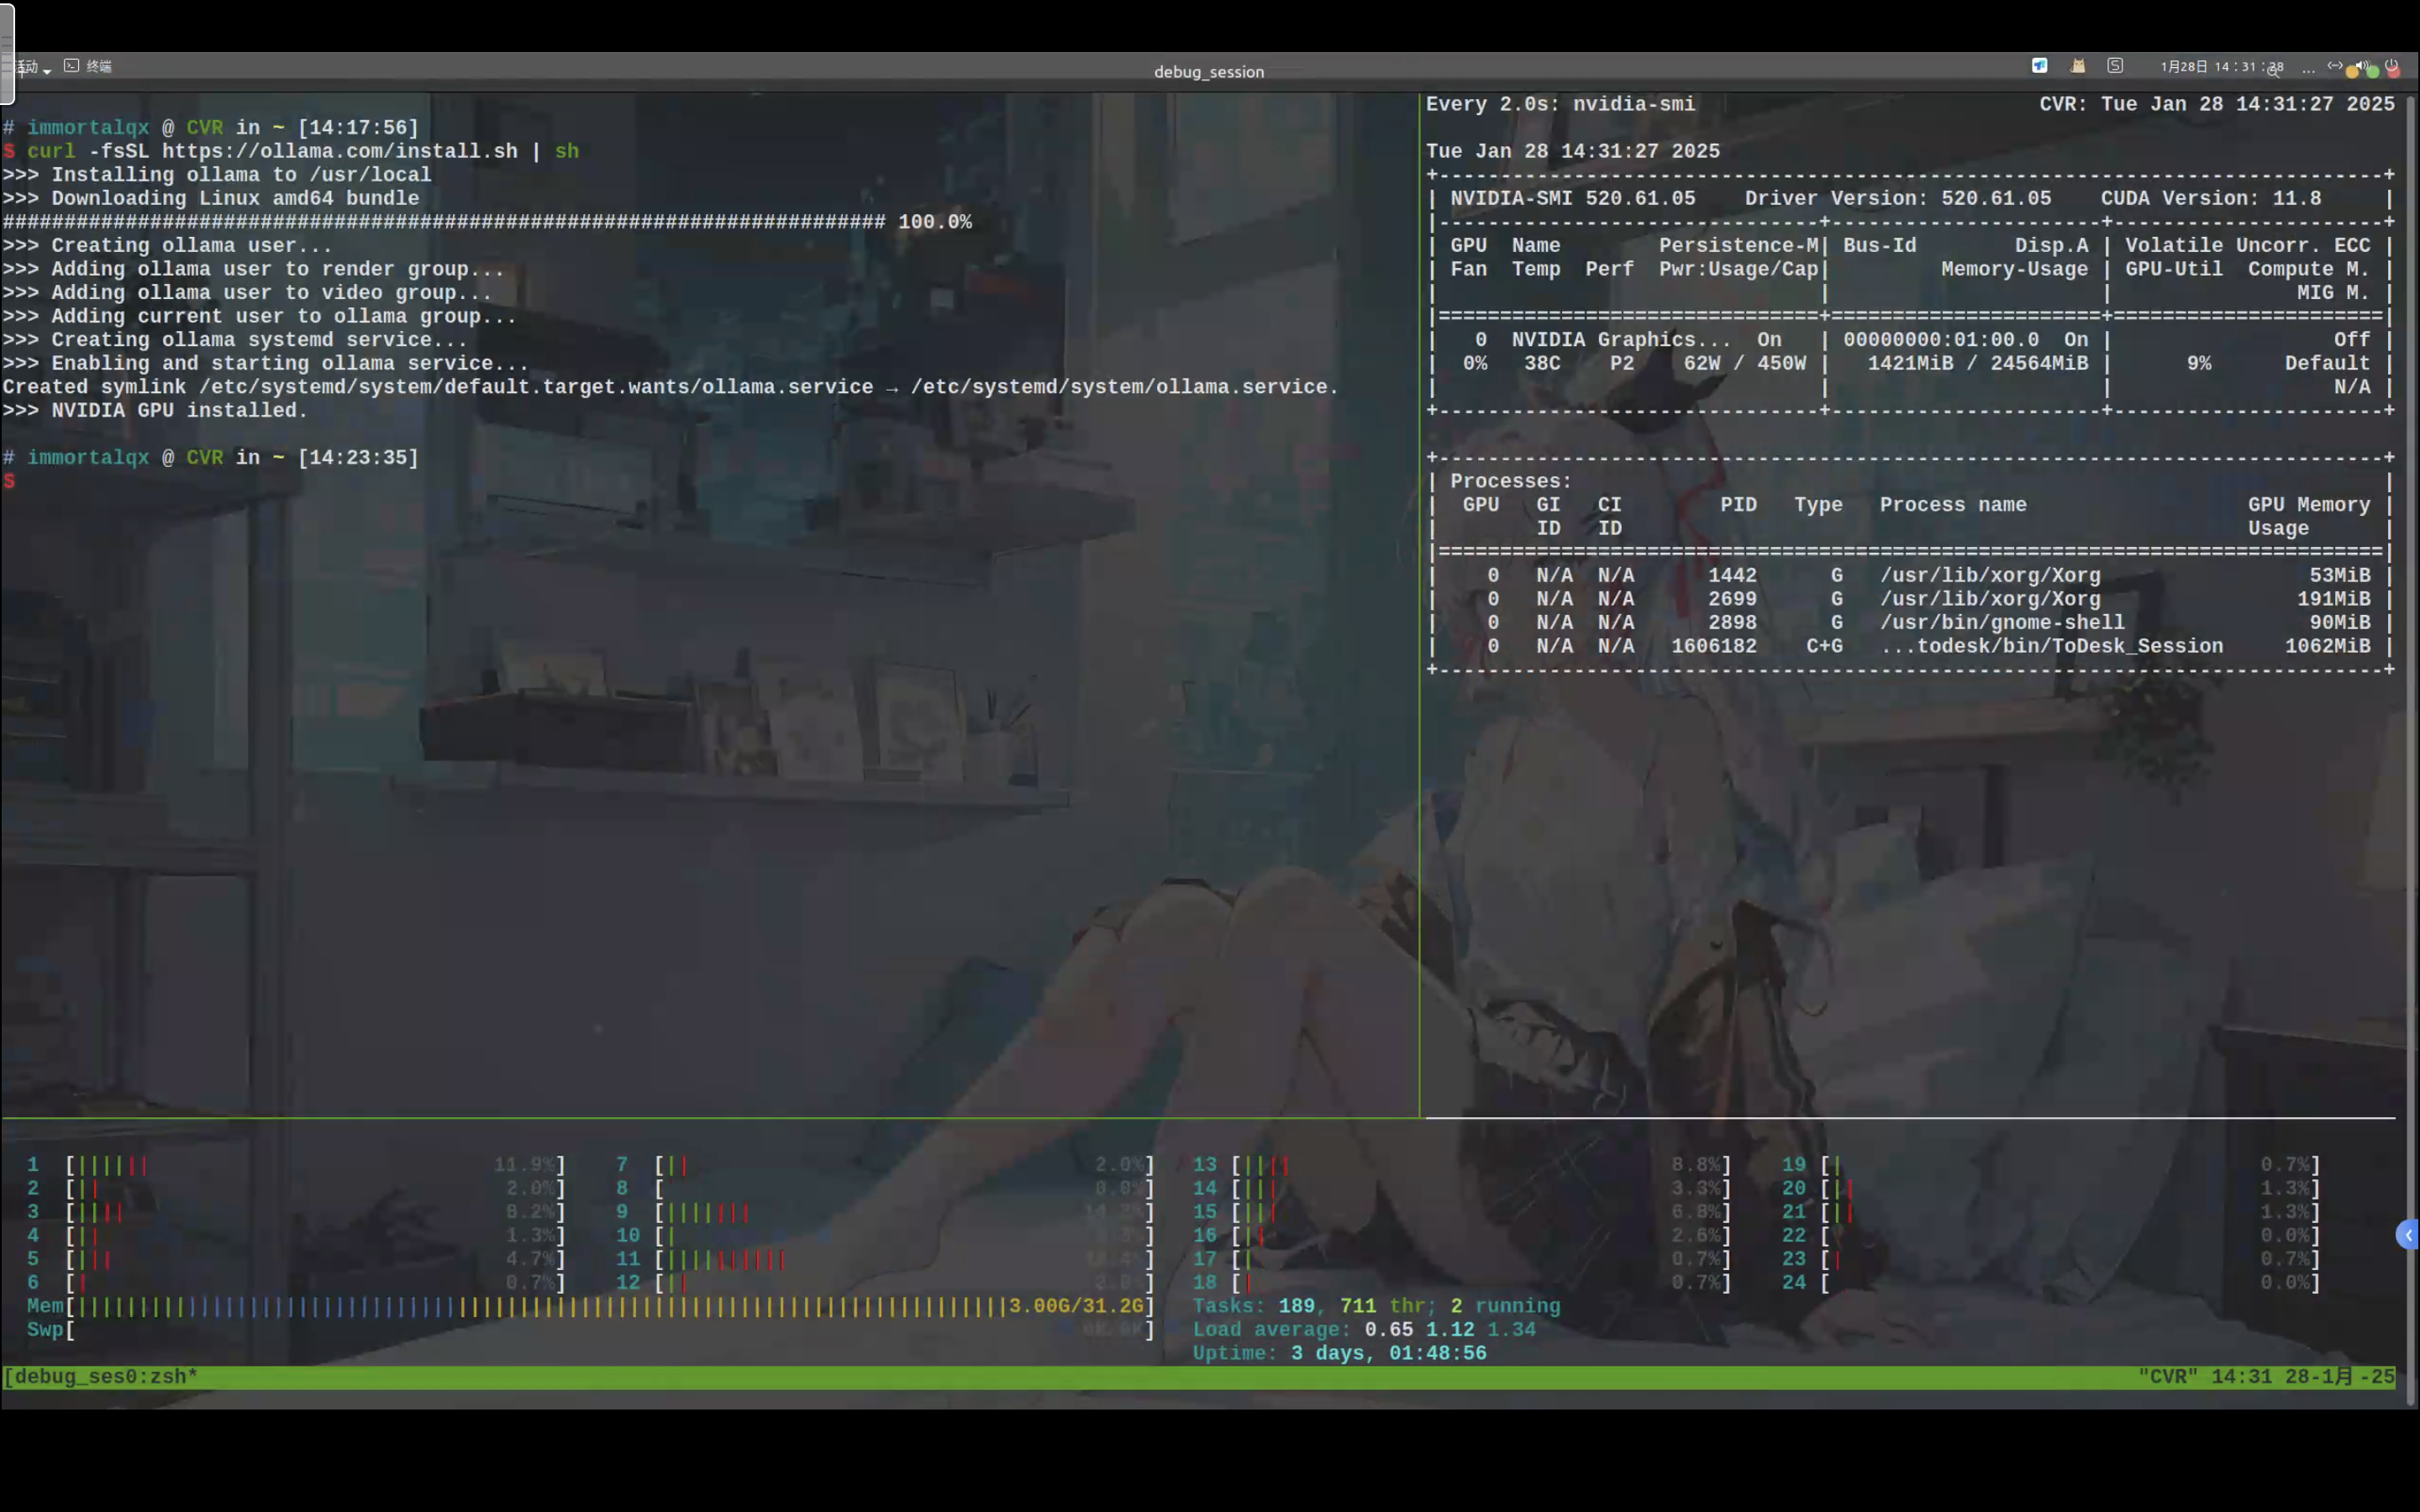 活动 终端
debug_session
1月28日 14:31:28
# immortalqx @ CVR in ~ [14:17:56]
$ curl -fsSL https://ollama.com/install.sh | sh
>>> Installing ollama to /usr/local
>>> Downloading Linux amd64 bundle
######################################################################## 100.0%
>>> Creating ollama user...
>>> Adding ollama user to render group...
>>> Adding ollama user to video group...
>>> Adding current user to ollama group...
>>> Creating ollama systemd service...
>>> Enabling and starting ollama service...
Created symlink /etc/systemd/system/default.target.wants/ollama.service → /etc/systemd/system/ollama.service.
>>> NVIDIA GPU installed.
# immortalqx @ CVR in ~ [14:23:35]
$
Every 2.0s: nvidia-smi CVR: Tue Jan 28 14:31:27 2025
Tue Jan 28 14:31:27 2025
NVIDIA-SMI 520.61.05 Driver Version: 520.61.05 CUDA Version: 11.8
GPU Name Persistence-M| Bus-Id Disp.A | Volatile Uncorr. ECC
Fan Temp Perf Pwr:Usage/Cap| Memory-Usage | GPU-Util Compute M.
MIG M.
0 NVIDIA Graphics... On | 00000000:01:00.0 On | Off
0% 38C P2 62W / 450W | 1421MiB / 24564MiB | 9% Default
N/A
Processes:
GPU GI CI PID Type Process name GPU Memory
ID ID Usage
0 N/A N/A 1442 G /usr/lib/xorg/Xorg 53MiB
0 N/A N/A 2699 G /usr/lib/xorg/Xorg 191MiB
0 N/A N/A 2898 G /usr/bin/gnome-shell 90MiB
0 N/A N/A 1606182 C+G ...todesk/bin/ToDesk_Session 1062MiB
1 [ 11.9%] 7 [ 2.0%] 13 [ 8.8%] 19 [ 0.7%]
2 [ 2.0%] 8 [ 0.0%] 14 [ 3.3%] 20 [ 1.3%]
3 [ 8.2%] 9 [ ] 15 [ 6.8%] 21 [ 1.3%]
4 [ 1.3%] 10 [ ] 16 [ 2.6%] 22 [ 0.0%]
5 [ 4.7%] 11 [ ] 17 [ 0.7%] 23 [ 0.7%]
6 [ 0.7%] 12 [ ] 18 [ 0.7%] 24 [ 0.0%]
Mem[ 3.00G/31.2G] Tasks: 189, 711 thr; 2 running
Swp[ ] Load average: 0.65 1.12 1.34
Uptime: 3 days, 01:48:56
[debug_ses0:zsh* "CVR" 14:31 28-1月-25